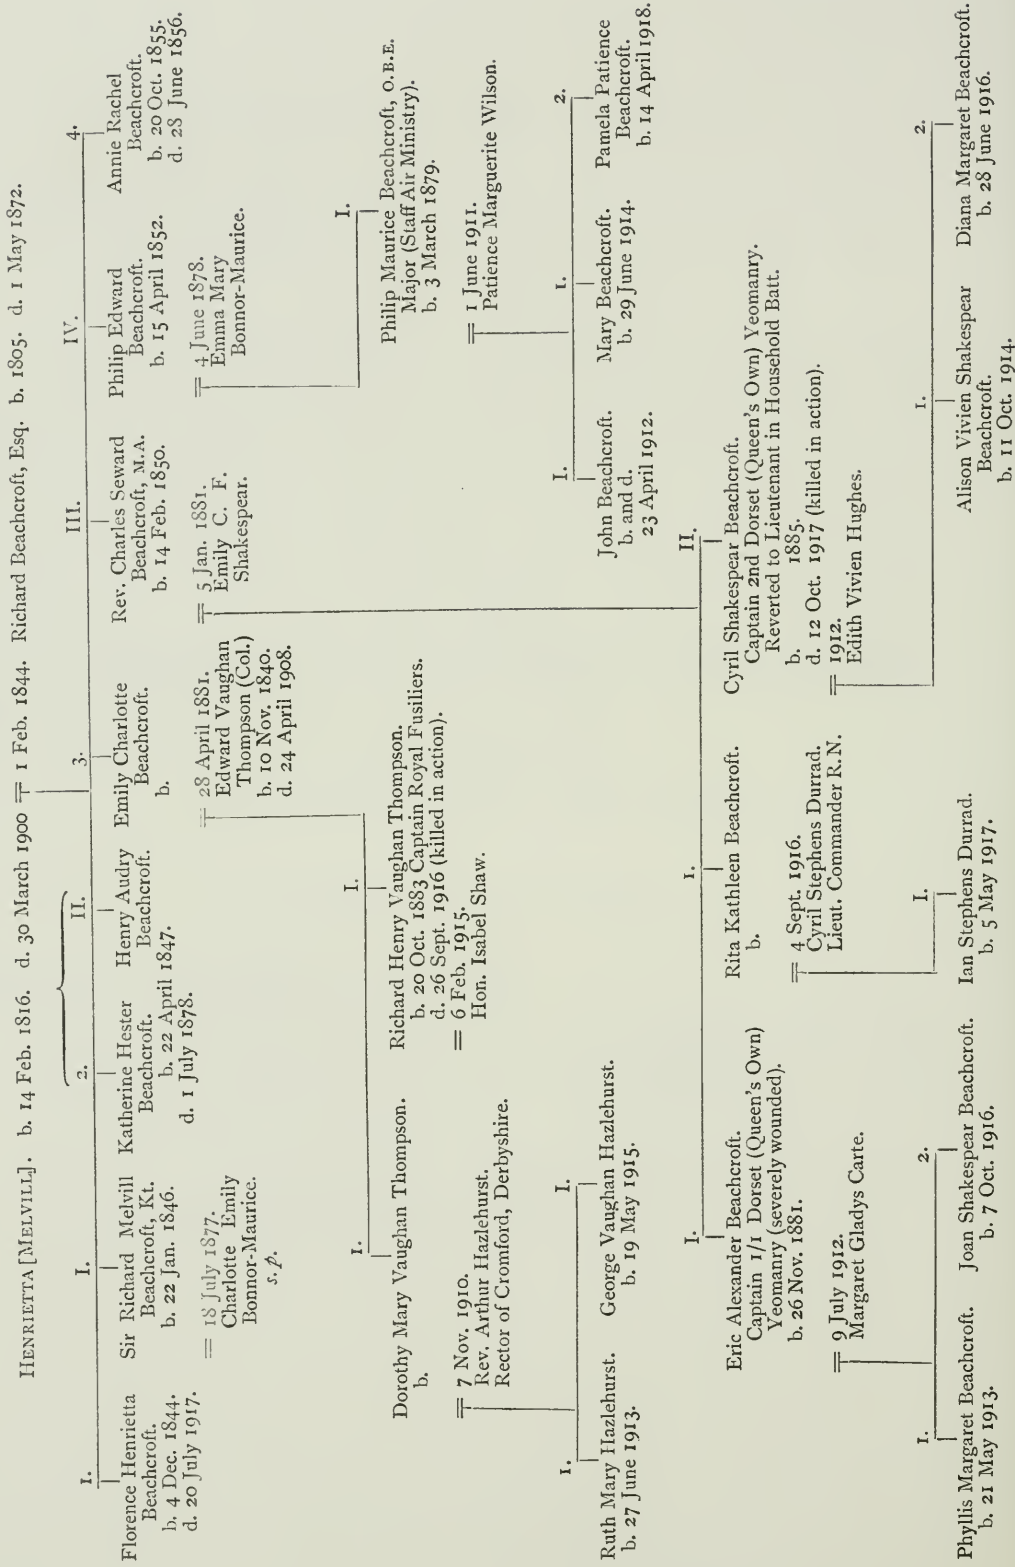 HENRIETTA [MELVILL]. b. 14 Feb. 1816. d. 30 March 1900 = 1 Feb. 1844. Richard Beachcroft, Esq. b. 1805. d. 1 May 1872.
1.
Florence Henrietta
Beachcroft.
b. 4 Dec. 1844.
d. 20 July 1917.
I.
Sir Richard Melvill
Beachcroft, Kt.
b. 22 Jan. 1846.
= 18 July 1877.
Charlotte Emily
Bonnor-Maurice.
s.p.
2.
Katherine Hester
Beachcroft.
II.
Henry Audry
Beachcroft.
b. 22 April 1847.
d. 1 July 1878.
3.
Emily Charlotte
Beachcroft.
b.
= 28 April 1881.
Edward Vaughan
Thompson (Col.)
b. 10 Nov. 1840.
d. 24 April 1908.
III.
Rev. Charles Seward
Beachcroft, M.A.
b. 14 Feb. 1850.
= 5 Jan. 1881.
Emily C. F.
Shakespear.
IV.
Philip Edward
Beachcroft.
b. 15 April 1852.
= 4 June 1878.
Emma Mary
Bonnor-Maurice.
4.
Annie Rachel
Beachcroft.
b. 20 Oct. 1855.
d. 28 June 1856.
1.
Dorothy Mary Vaughan Thompson.
b.
= 7 Nov. 1910.
Rev. Arthur Hazlehurst.
Rector of Cromford, Derbyshire.
I.
Richard Henry Vaughan Thompson.
b. 20 Oct. 1883 Captain Royal Fusiliers.
d. 26 Sept. 1916 (killed in action).
= 6 Feb. 1915.
Hon. Isabel Shaw.
I.
Philip Maurice Beachcroft, O.B.E.
Major (Staff Air Ministry).
b. 3 March 1879.
= 1 June 1911.
Patience Marguerite Wilson.
1.
Ruth Mary Hazlehurst.
b. 27 June 1913.
I.
George Vaughan Hazlehurst.
b. 19 May 1915.
I.
John Beachcroft.
b. and d.
23 April 1912.
1.
Mary Beachcroft.
b. 29 June 1914.
2.
Pamela Patience
Beachcroft.
b. 14 April 1918.
I.
Eric Alexander Beachcroft.
Captain 1/1 Dorset (Queen's Own)
Yeomanry (severely wounded).
b. 26 Nov. 1881.
= 9 July 1912.
Margaret Gladys Carte.
1.
Rita Kathleen Beachcroft.
b.
= 4 Sept. 1916.
Cyril Stephens Durrad.
Lieut. Commander R.N.
II.
Cyril Shakespear Beachcroft.
Captain 2nd Dorset (Queen's Own) Yeomanry.
Reverted to Lieutenant in Household Batt.
b. 1885.
d. 12 Oct. 1917 (killed in action).
= 1912.
Edith Vivien Hughes.
1.
Phyllis Margaret Beachcroft.
b. 21 May 1913.
2.
Joan Shakespear Beachcroft.
b. 7 Oct. 1916.
I.
Ian Stephens Durrad.
b. 5 May 1917.
1.
Alison Vivien Shakespear
Beachcroft.
b. 11 Oct. 1914.
2.
Diana Margaret Beachcroft.
b. 28 June 1916.